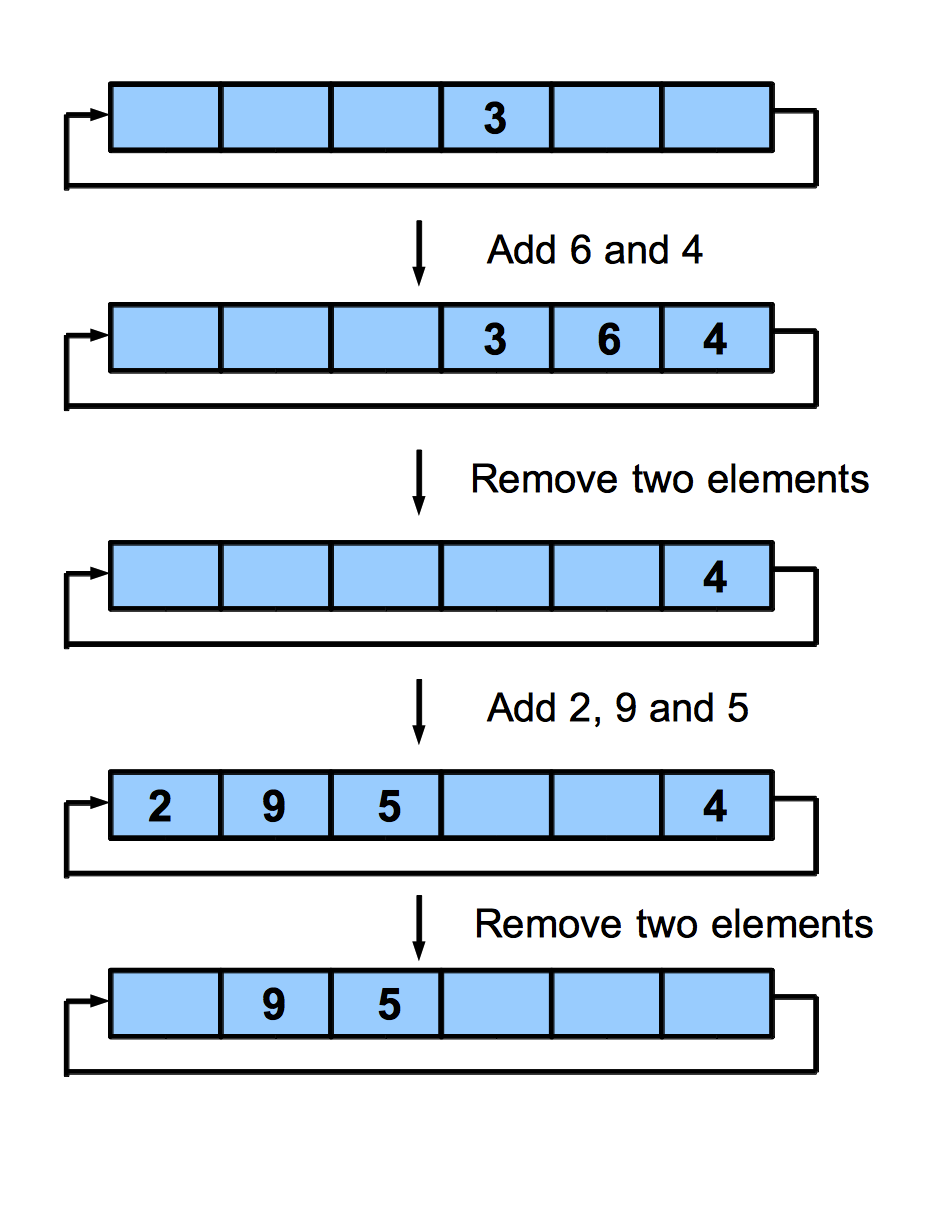 3
Add 6 and 4
3 6 4
Remove two elements
4
Add 2, 9 and 5
2 9 5 4
Remove two elements
9 5